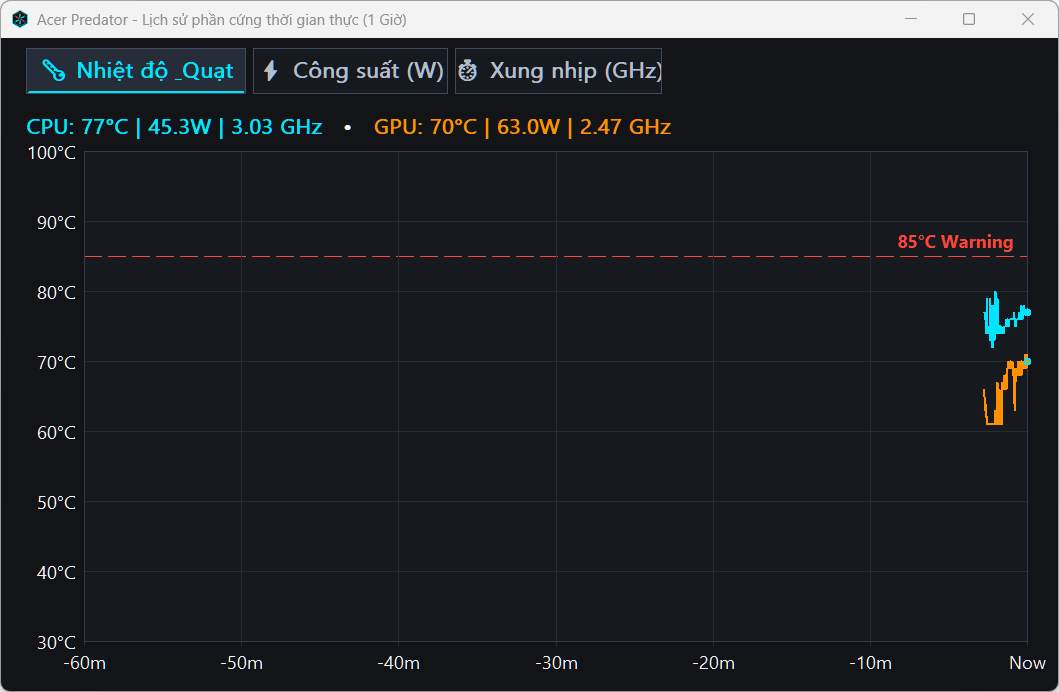 Acer Predator - Lịch sử phần cứng thời gian thực (1 Giờ)
Nhiệt độ _Quạt
Công suất (W)
Xung nhịp (GHz)
CPU: 77°C | 45.3W | 3.03 GHz • GPU: 70°C | 63.0W | 2.47 GHz
100°C
90°C
85°C Warning
80°C
70°C
60°C
50°C
40°C
30°C
-60m -50m -40m -30m -20m -10m Now